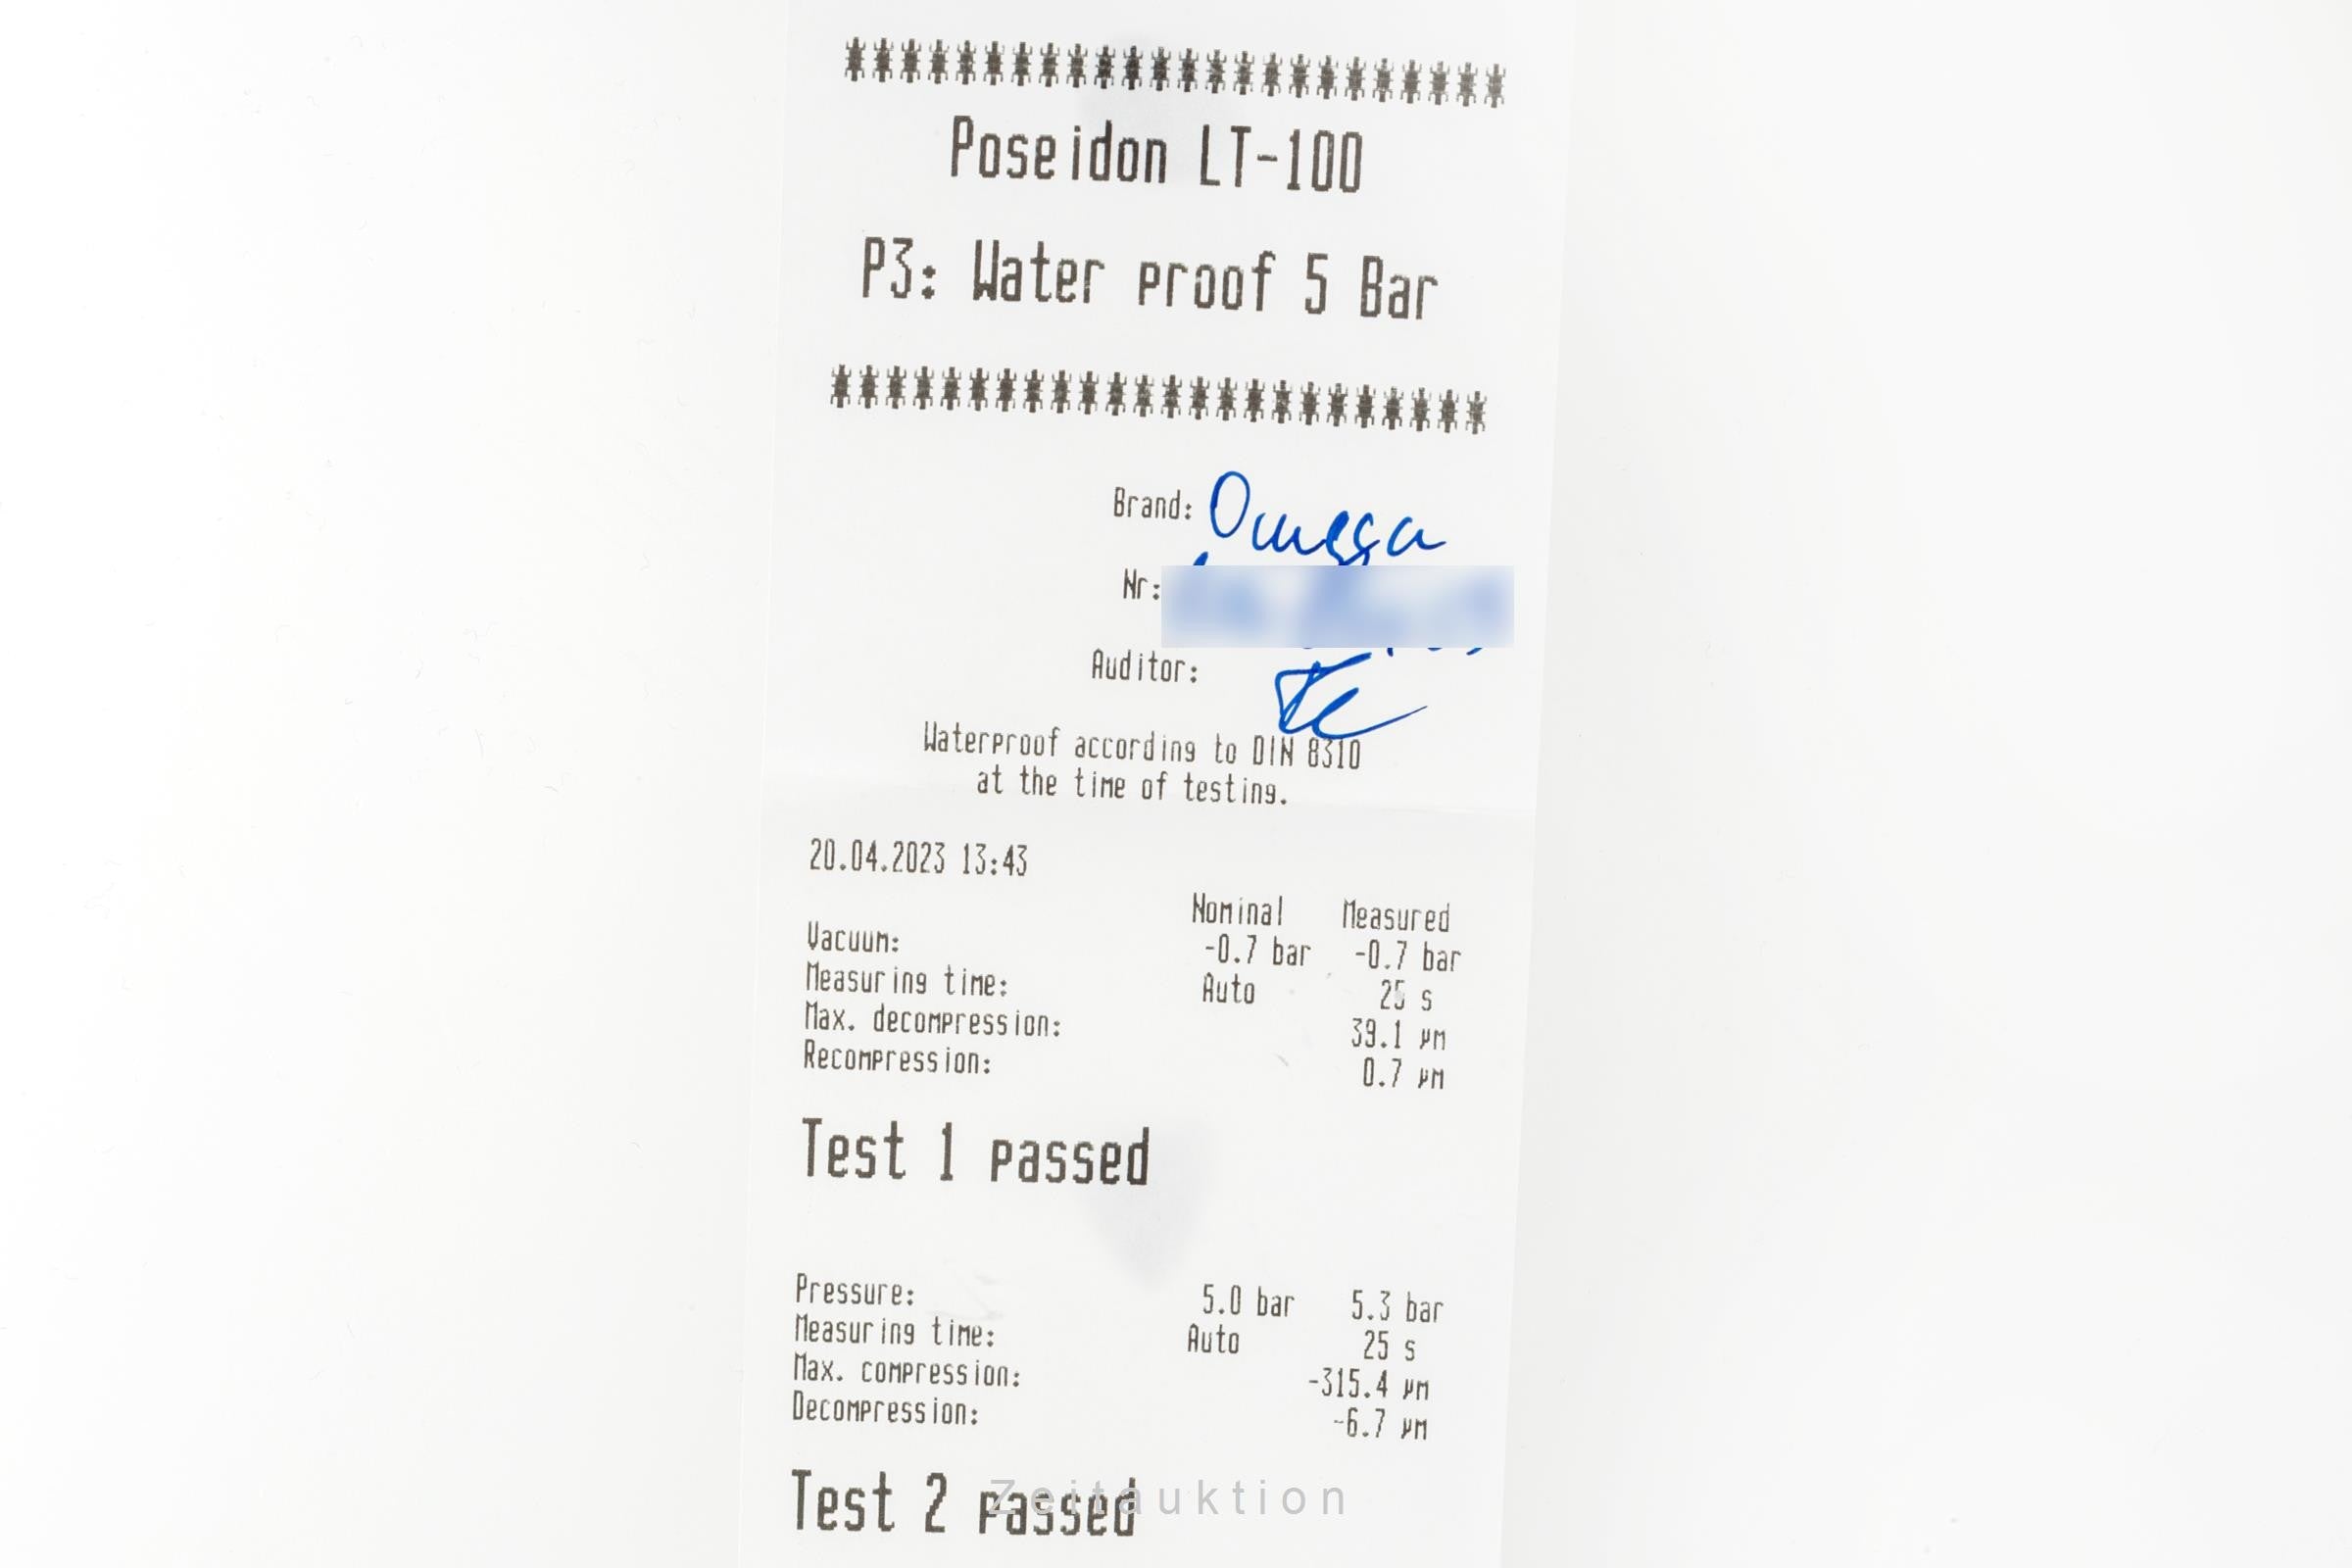 Poseidon LT-100
P3: Water proof 5 Bar
Brand: Omega
Nr:
Auditor:
Waterproof according to DIN 8310
at the time of testing.
20.04.2023 13:43
Nominal Measured
Vacuum: -0.7 bar -0.7 bar
Measuring time: Auto 25 s
Max. decompression: 39.1 µm
Recompression: 0.7 µm
Test 1 passed
Pressure: 5.0 bar 5.3 bar
Measuring time: Auto 25 s
Max. compression: -315.4 µm
Decompression: -6.7 µm
Test 2 passed
Zeitauktion